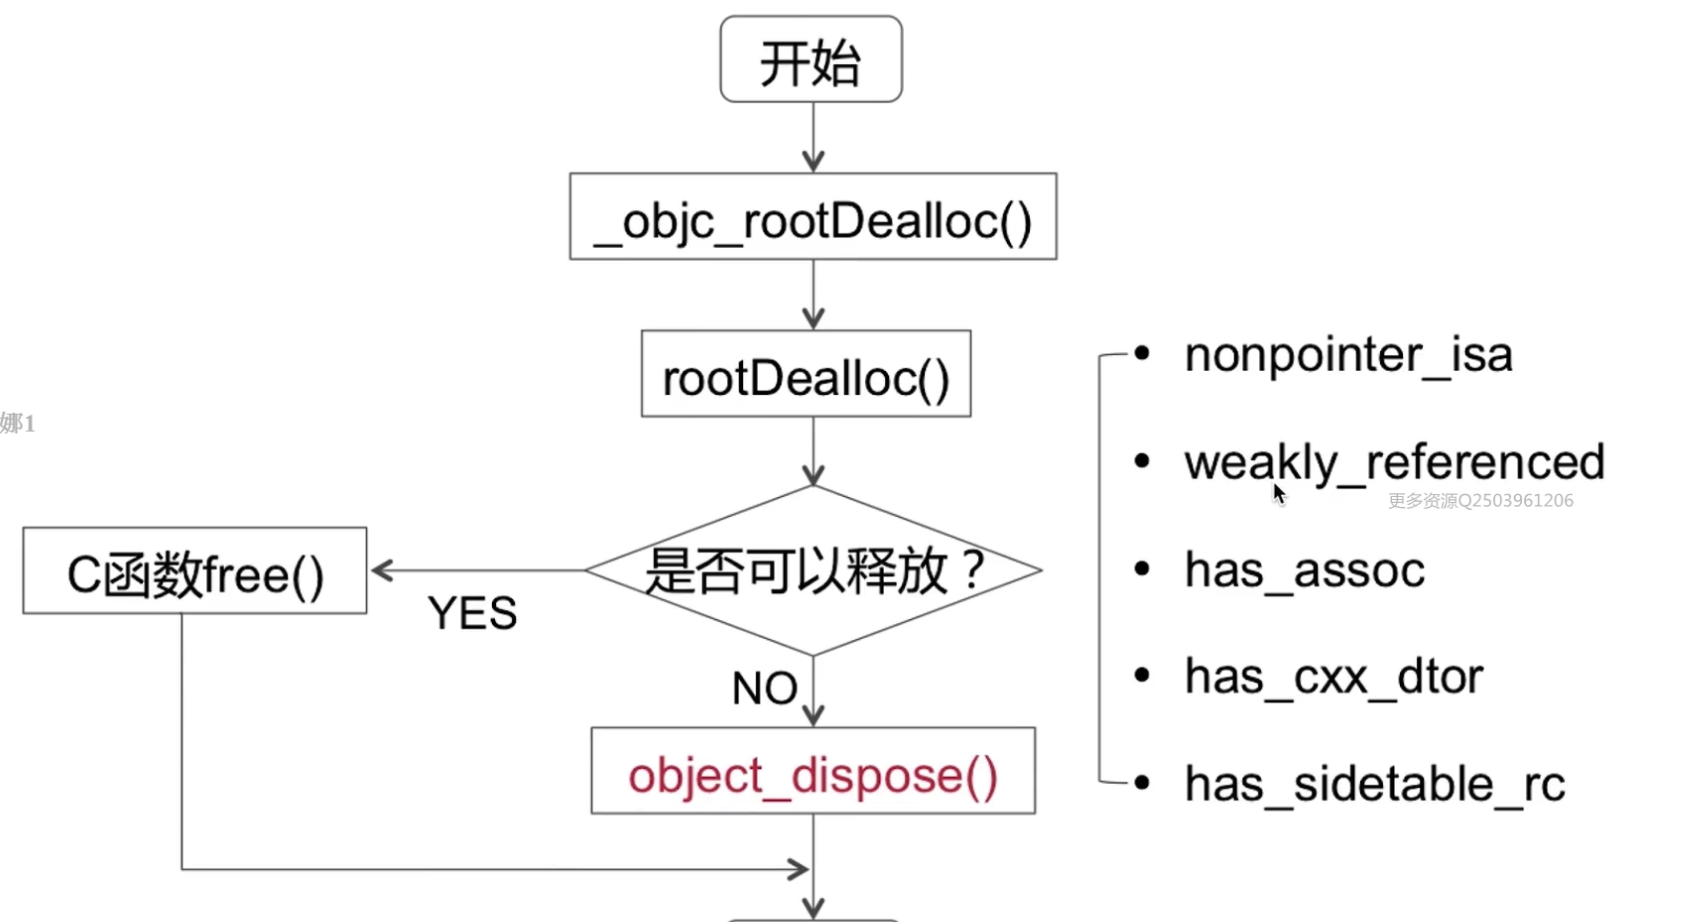 开始
_objc_rootDealloc()
rootDealloc()
nonpointer_isa
娜1
weakly_referenced
更多资源Q2503961206
是否可以释放？
C函数free()
YES
has_assoc
NO
has_cxx_dtor
object_dispose()
has_sidetable_rc